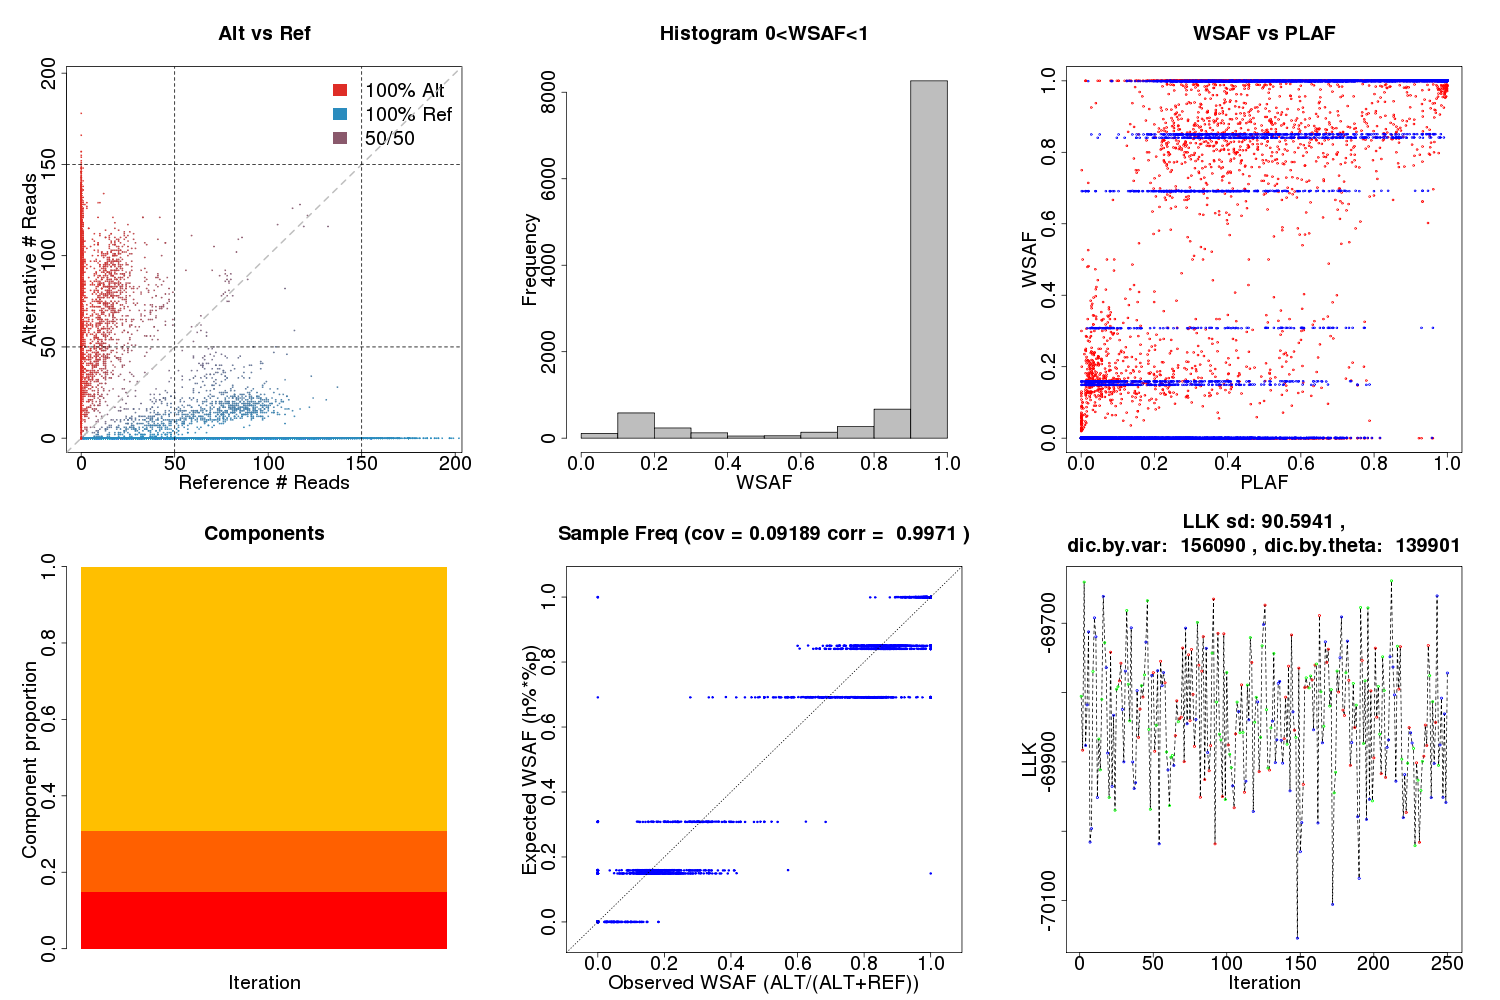 Alt vs Ref
100% Alt
100% Ref
50/50
Alternative # Reads
0
50
100
150
200
0
50
100
150
200
Reference # Reads
Histogram 0<WSAF<1
Frequency
0
2000
4000
6000
8000
0.0
0.2
0.4
0.6
0.8
1.0
WSAF
WSAF vs PLAF
WSAF
0.0
0.2
0.4
0.6
0.8
1.0
0.0
0.2
0.4
0.6
0.8
1.0
PLAF
Components
Component proportion
0.0
0.2
0.4
0.6
0.8
1.0
Iteration
Sample Freq (cov = 0.09189 corr =  0.9971 )
Expected WSAF (h%*%p)
0.0
0.2
0.4
0.6
0.8
1.0
0.0
0.2
0.4
0.6
0.8
1.0
Observed WSAF (ALT/(ALT+REF))
LLK sd: 90.5941 ,
dic.by.var:  156090 , dic.by.theta:  139901
LLK
-70100
-69900
-69700
0
50
100
150
200
250
Iteration